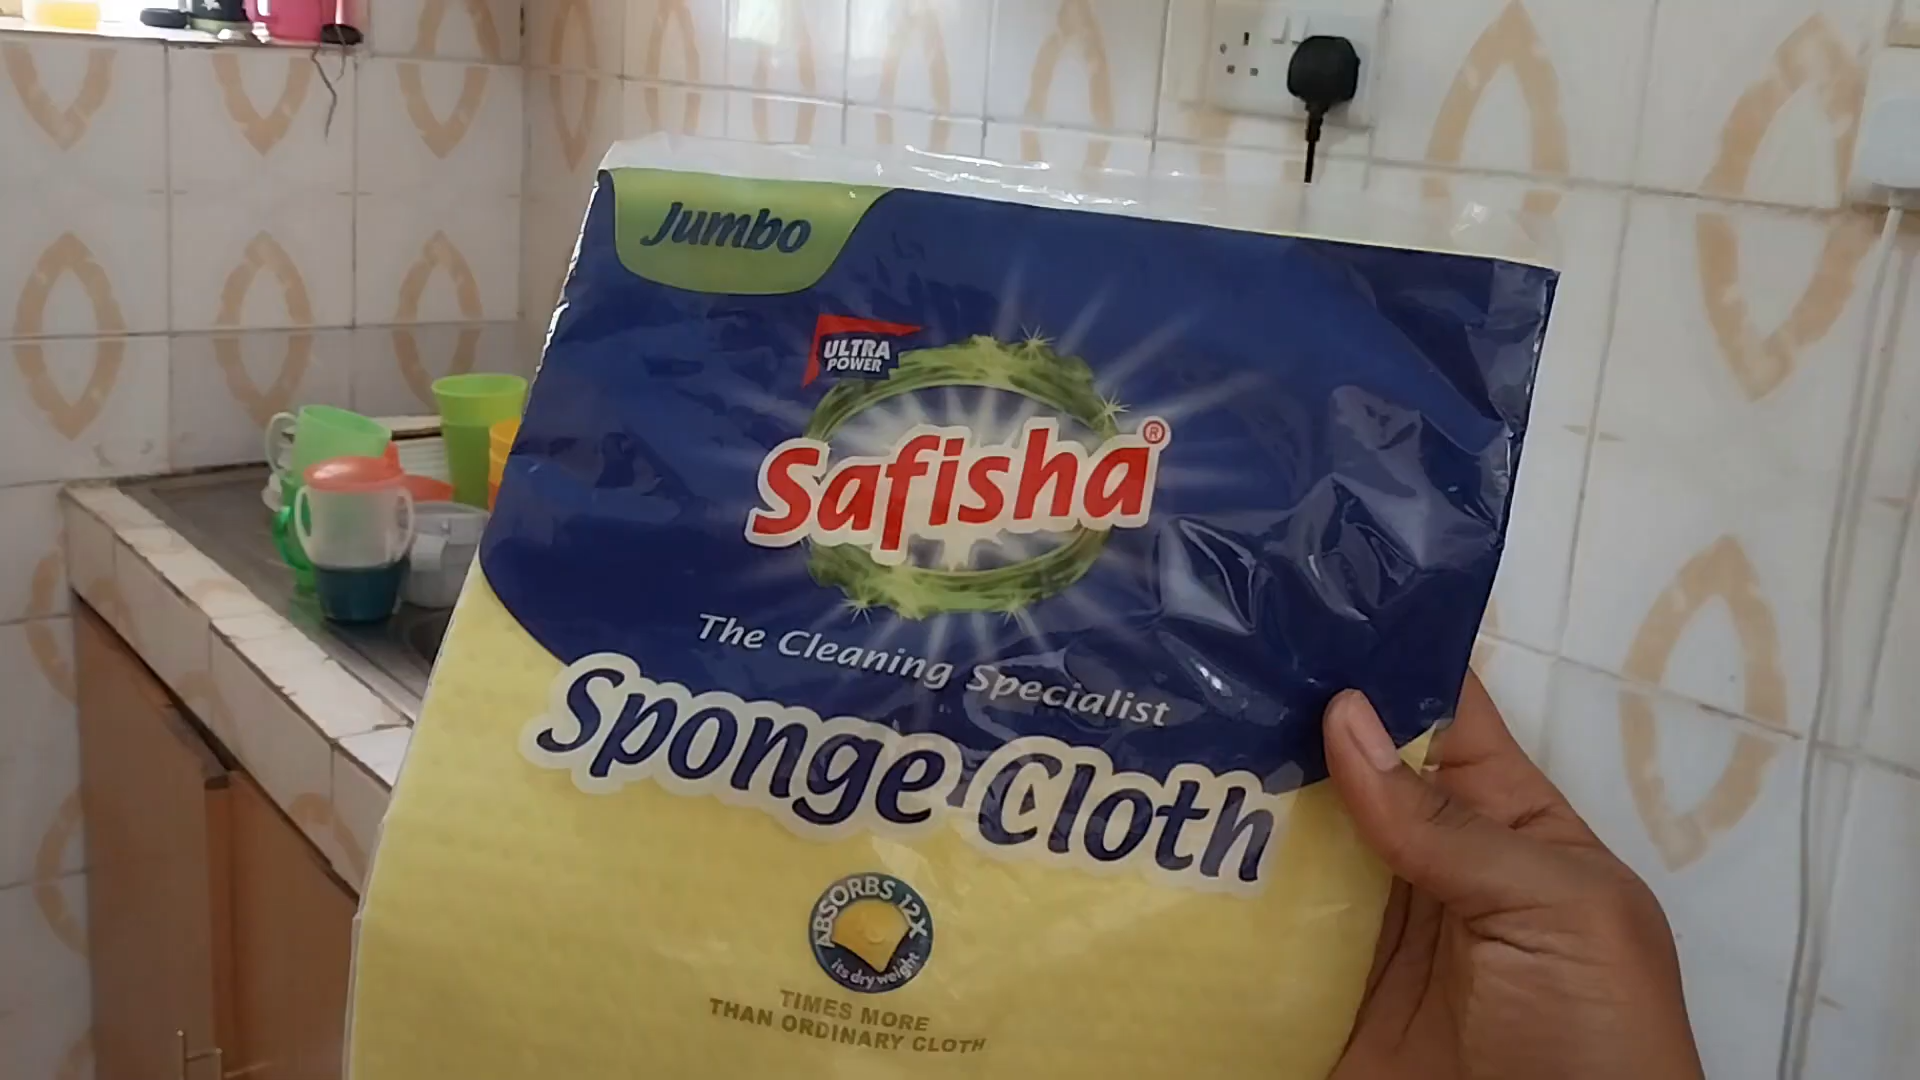 Jumbo
ULTRA
POWER
Safisha®
The Cleaning Specialist
Sponge Cloth
ABSORBS 12X
its dry weight
TIMES MORE
THAN ORDINARY CLOTH